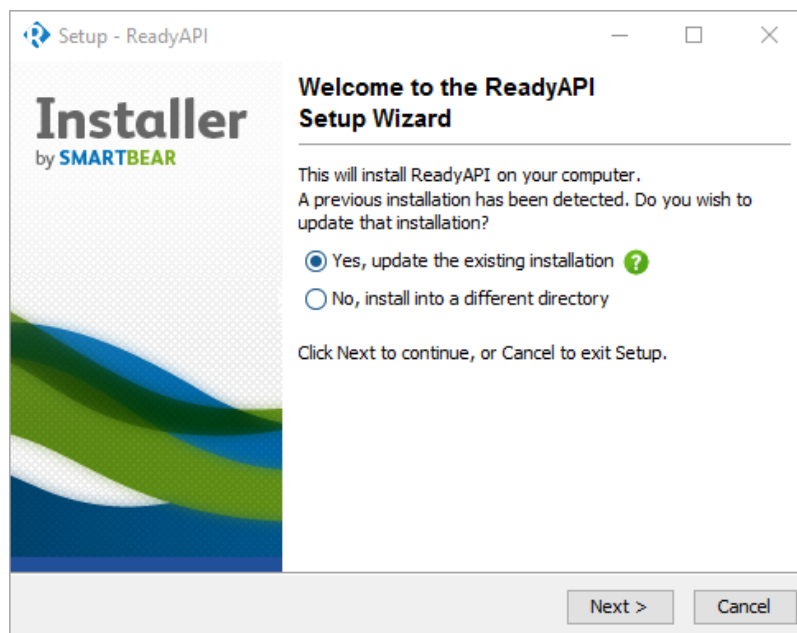 Setup - ReadyAPI
Installer
by SMARTBEAR
Welcome to the ReadyAPI
Setup Wizard
This will install ReadyAPI on your computer.
A previous installation has been detected. Do you wish to
update that installation?
Yes, update the existing installation ?
No, install into a different directory
Click Next to continue, or Cancel to exit Setup.
Next >
Cancel